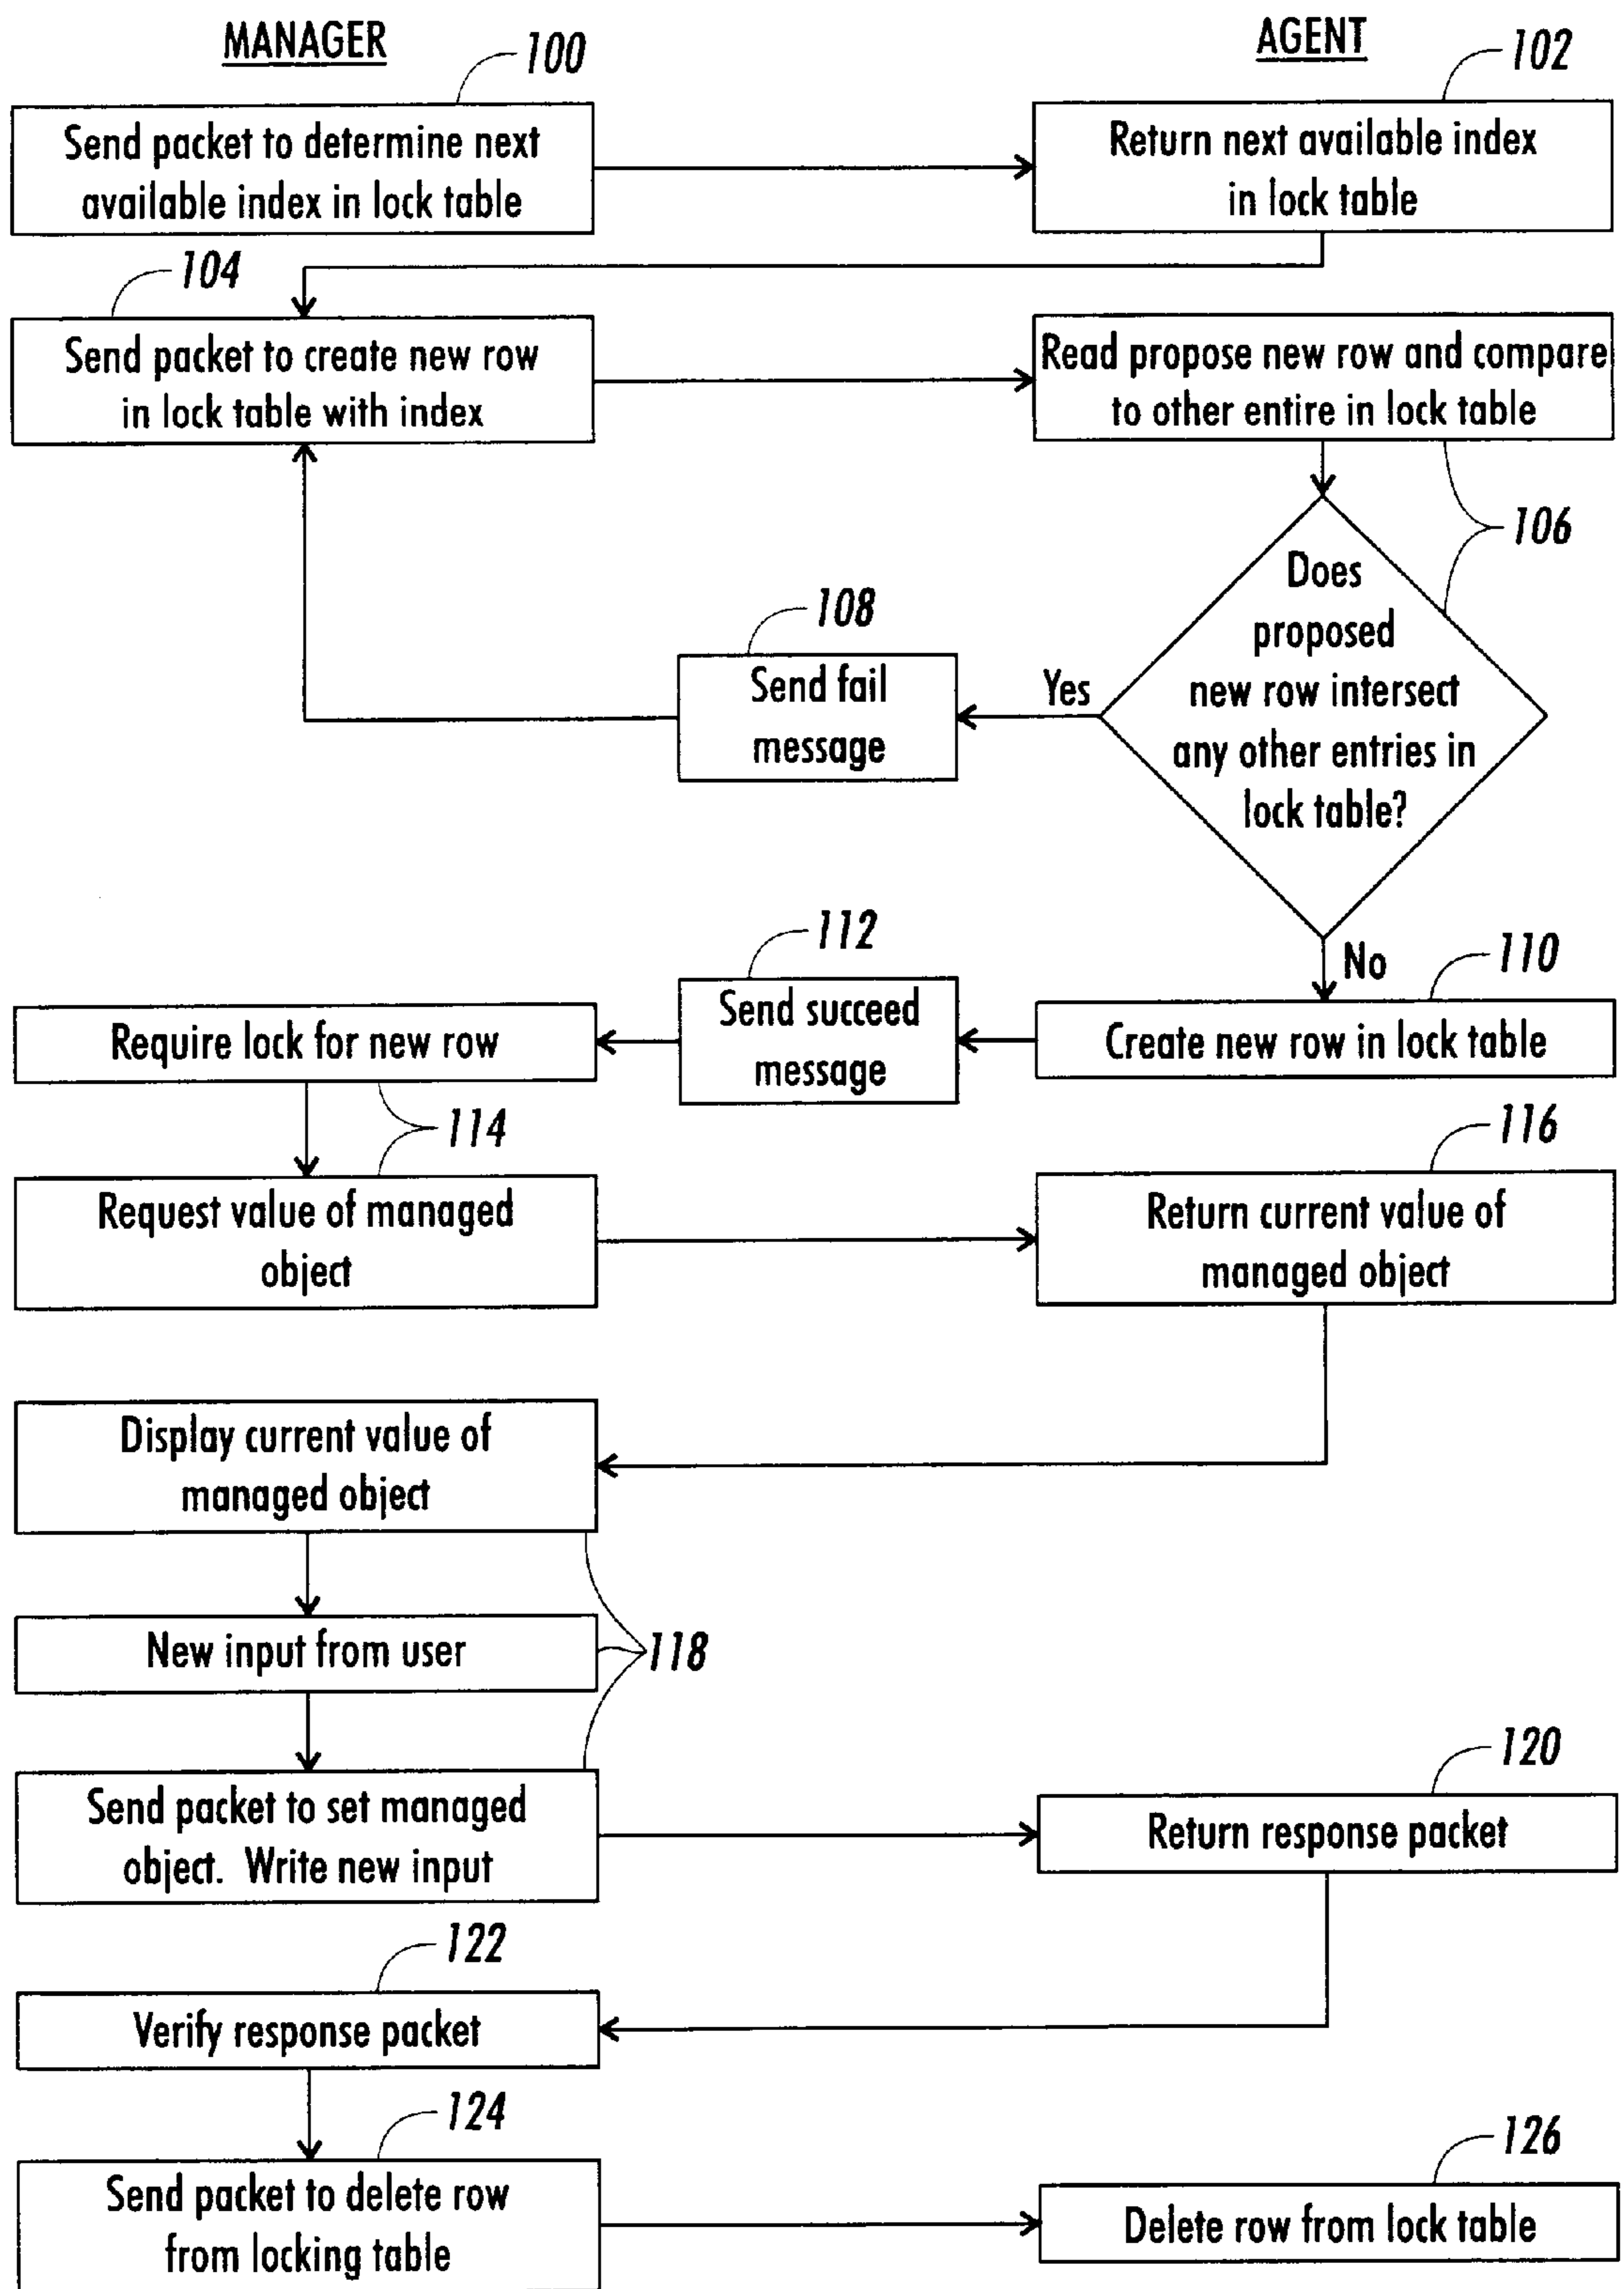 MANAGER
AGENT
100
102
Send packet to determine next
available index in lock table
Return next available index
in lock table
104
Send packet to create new row
in lock table with index
Read propose new row and compare
to other entire in lock table
106
Does
proposed
new row intersect
any other entries in
lock table?
Yes
108
Send fail
message
No
110
Create new row in lock table
112
Send succeed
message
Require lock for new row
114
Request value of managed
object
116
Return current value of
managed object
Display current value of
managed object
New input from user
118
Send packet to set managed
object. Write new input
120
Return response packet
122
Verify response packet
124
Send packet to delete row
from locking table
126
Delete row from lock table